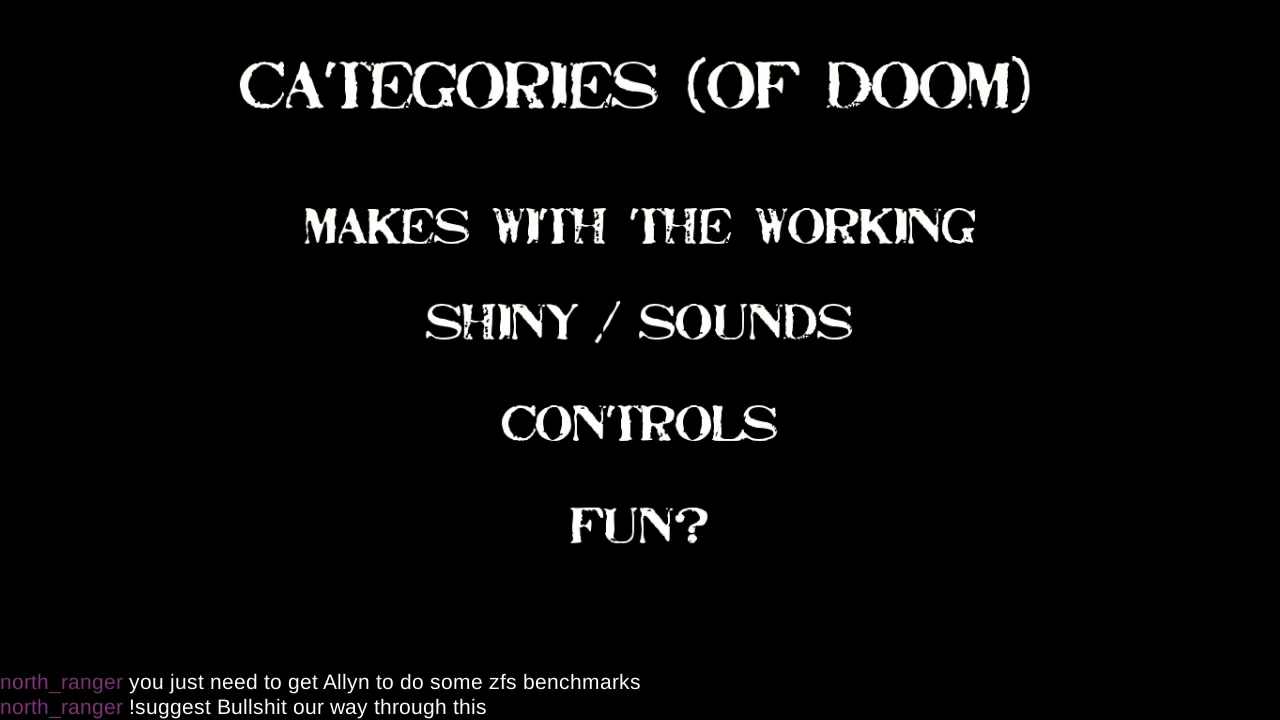 CATEGORIES (OF DOOM)
MAKES WITH THE WORKING
SHINY / SOUNDS
CONTROLS
FUN?
north_ranger you just need to get Allyn to do some zfs benchmarks
north_ranger !suggest Bullshit our way through this